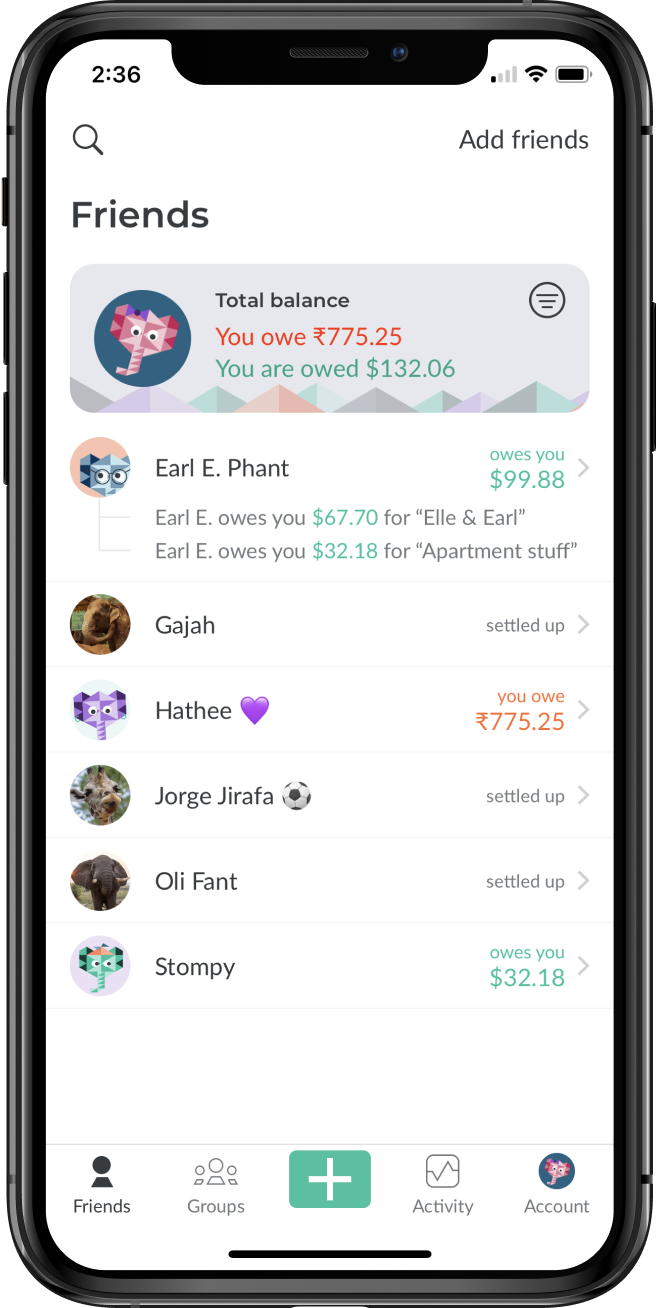 2:36
Add friends
Friends
Total balance
You owe ₹775.25
You are owed $132.06
Earl E. Phant
owes you
$99.88
Earl E. owes you $67.70 for “Elle & Earl”
Earl E. owes you $32.18 for “Apartment stuff”
Gajah
settled up
Hathee 💜
you owe
₹775.25
Jorge Jirafa ⚽
settled up
Oli Fant
settled up
Stompy
owes you
$32.18
Friends
Groups
Activity
Account